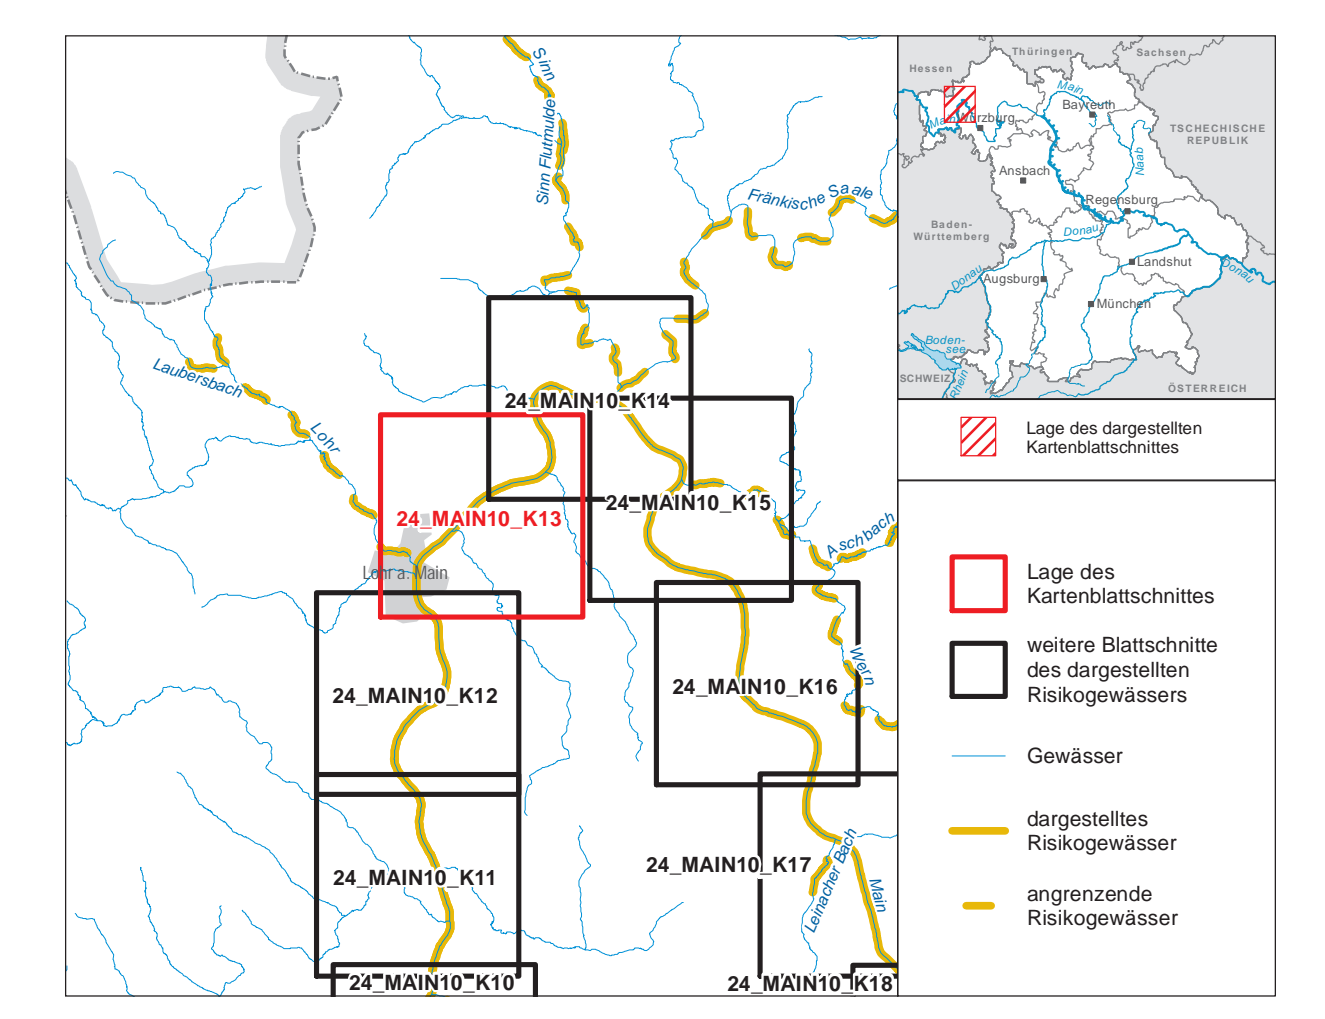 Sinn
Sinn Flutmulde
Fränkische Saale
Laubersbach
Lohr
24_MAIN10_K14
24_MAIN10_K15
24_MAIN10_K13
Lohr a. Main
Aschbach
Wern
24_MAIN10_K12
24_MAIN10_K16
24_MAIN10_K17
24_MAIN10_K11
Leinacher Bach
Main
24_MAIN10_K10
24_MAIN10_K18
Thüringen
Sachsen
Hessen
Main
Bayreuth
Main
Würzburg
TSCHECHISCHE
REPUBLIK
Naab
Ansbach
Regensburg
Baden-
Württemberg
Donau
Landshut
Donau
Donau
Augsburg
München
Boden-
see
SCHWEIZ
Rhein
ÖSTERREICH
Lage des dargestellten
Kartenblattschnittes
Lage des
Kartenblattschnittes
weitere Blattschnitte
des dargestellten
Risikogewässers
Gewässer
dargestelltes
Risikogewässer
angrenzende
Risikogewässer